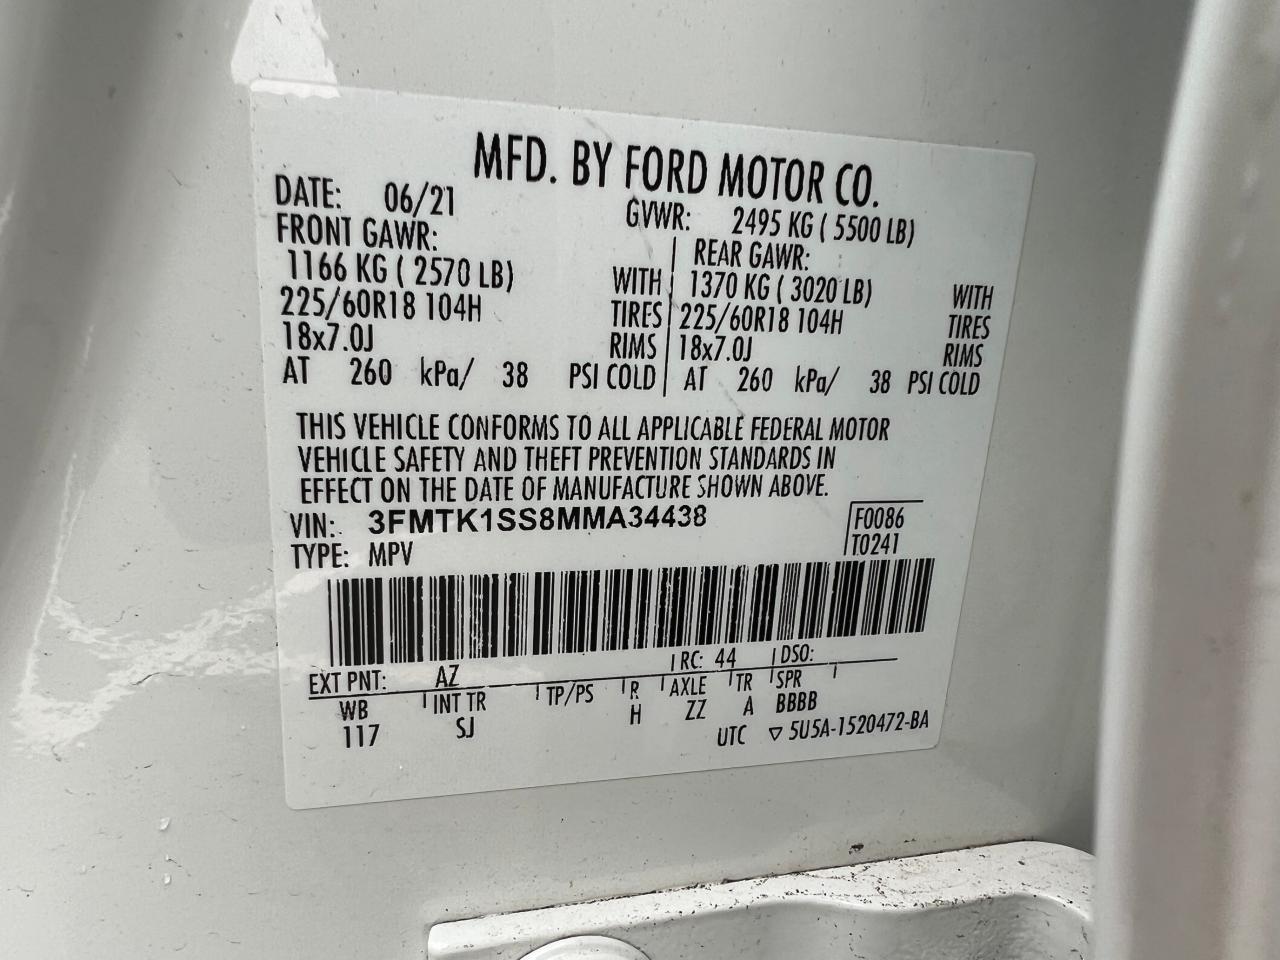 MFD. BY FORD MOTOR CO.
DATE: 06/21 GVWR: 2495 KG ( 5500 LB)
FRONT GAWR: REAR GAWR:
1166 KG ( 2570 LB) WITH 1370 KG ( 3020 LB) WITH
225/60R18 104H TIRES 225/60R18 104H TIRES
18x7.0J RIMS 18x7.0J RIMS
AT 260 kPa/ 38 PSI COLD AT 260 kPa/ 38 PSI COLD
THIS VEHICLE CONFORMS TO ALL APPLICABLE FEDERAL MOTOR
VEHICLE SAFETY AND THEFT PREVENTION STANDARDS IN
EFFECT ON THE DATE OF MANUFACTURE SHOWN ABOVE.
VIN: 3FMTK1SS8MMA34438 F0086
TYPE: MPV T0241
EXT PNT: AZ RC: 44 DSO:
WB INT TR TP/PS R AXLE TR SPR
117 SJ H ZZ A BBBB
UTC ▽ 5U5A-1520472-BA